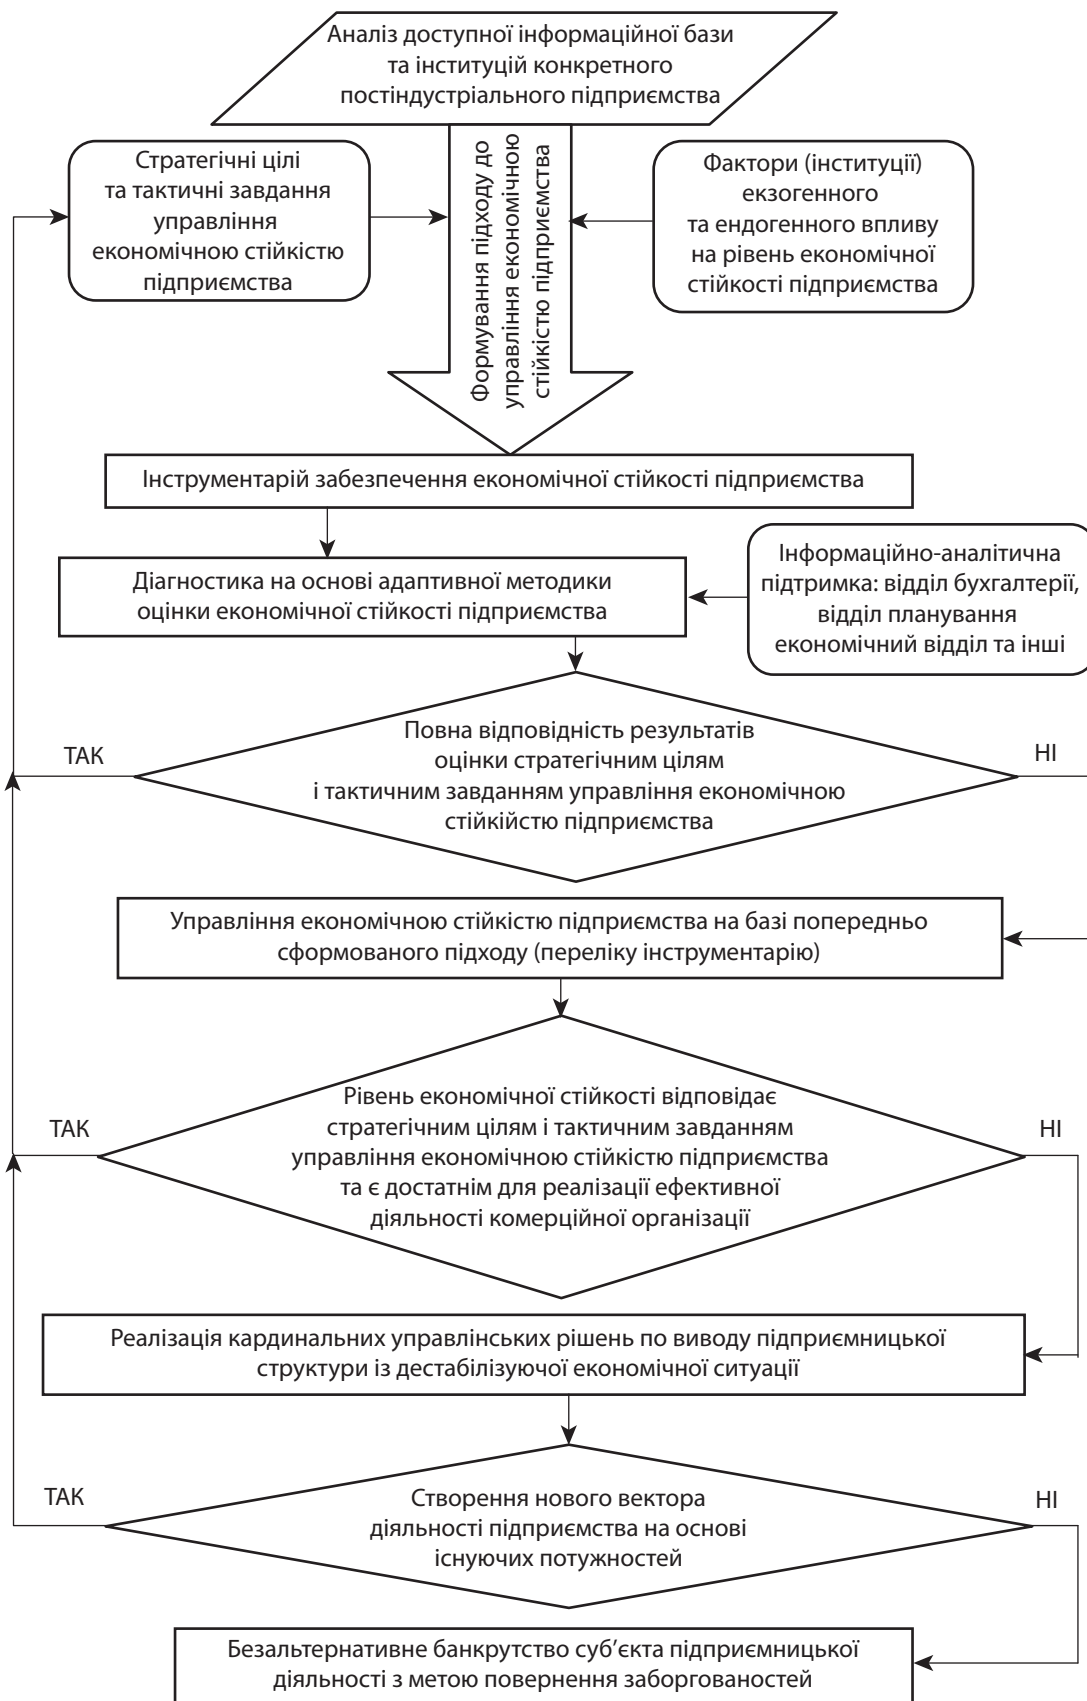 Аналіз доступної інформаційної бази
та інституцій конкретного
постіндустріального підприємства
Стратегічні цілі
та тактичні завдання
управління
економічною стійкістю
підприємства
Формування підходу до
управління економічною
стійкістю підприємства
Фактори (інституції)
екзогенного
та ендогенного впливу
на рівень економічної
стійкості підприємства
Інструментарій забезпечення економічної стійкості підприємства
Діагностика на основі адаптивної методики
оцінки економічної стійкості підприємства
Інформаційно-аналітична
підтримка: відділ бухгалтерії,
відділ планування
економічний відділ та інші
ТАК
Повна відповідність результатів
оцінки стратегічним цілям
і тактичним завданням управління економічною
стійкійстю підприємства
НІ
Управління економічною стійкістю підприємства на базі попередньо
сформованого підходу (переліку інструментарію)
ТАК
Рівень економічної стійкості відповідає
стратегічним цілям і тактичним завданням
управління економічною стійкістю підприємства
та є достатнім для реалізації ефективної
діяльності комерційної організації
НІ
Реалізація кардинальних управлінських рішень по виводу підприємницької
структури із дестабілізуючої економічної ситуації
ТАК
Створення нового вектора
діяльності підприємства на основі
існуючих потужностей
НІ
Безальтернативне банкрутство суб’єкта підприємницької
діяльності з метою повернення заборгованостей